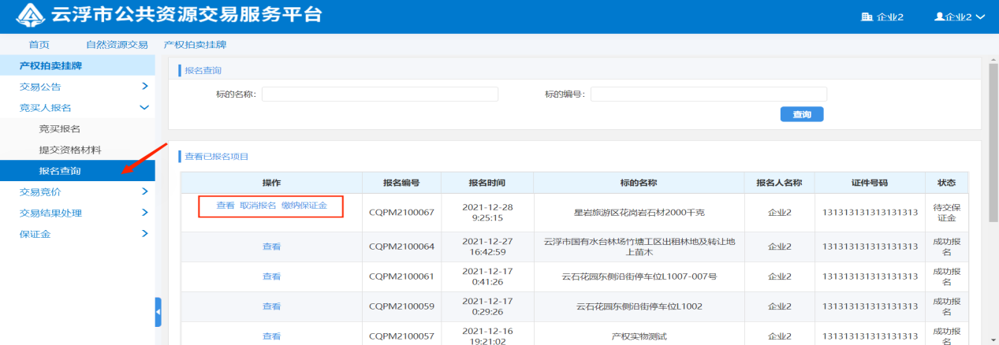 云浮市公共资源交易服务平台
企业2
企业2
首页 自然资源交易 产权拍卖挂牌
产权拍卖挂牌
交易公告
竞买人报名
竞买报名
提交资格材料
报名查询
交易竞价
交易结果处理
保证金
报名查询
标的名称: 标的编号:
查询
查看已报名项目
操作 报名编号 报名时间 标的名称 报名人名称 证件号码 状态
查看 取消报名 缴纳保证金 CQPM2100067 2021-12-28 9:25:15 星岩旅游区花岗岩石材2000千克 企业2 131313131313131313 待交保证金
查看 CQPM2100064 2021-12-27 16:42:59 云浮市国有水台林场竹塘工区出租林地及转让地上苗木 企业2 131313131313131313 成功报名
查看 CQPM2100061 2021-12-17 0:41:26 云石花园东侧沿街停车位L1007-007号 企业2 131313131313131313 成功报名
查看 CQPM2100059 2021-12-17 0:29:26 云石花园东侧沿街停车位L1002 企业2 131313131313131313 成功报名
查看 CQPM2100057 2021-12-16 19:21:02 产权实物测试 企业2 131313131313131313 成功报名